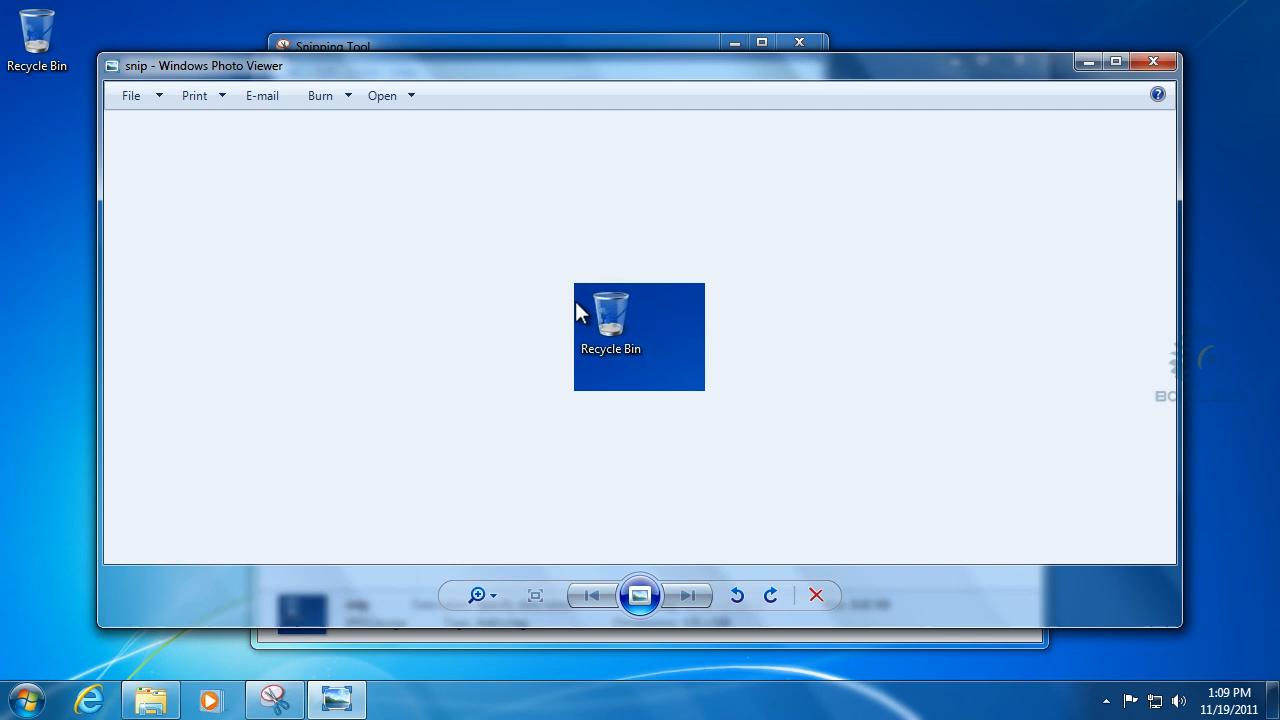 Recycle Bin
Snipping Tool
snip - Windows Photo Viewer
File Print E-mail Burn Open
Recycle Bin
1:09 PM
11/19/2011